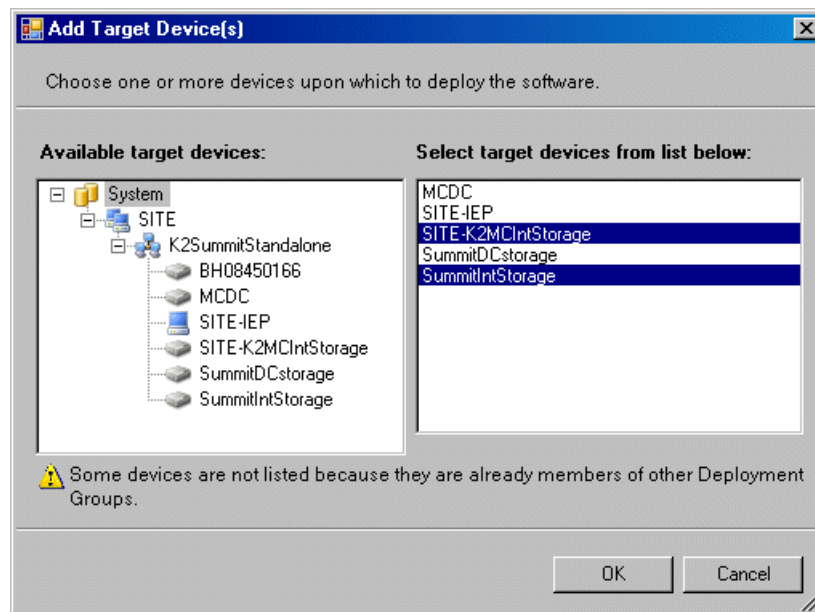 Add Target Device(s)
Choose one or more devices upon which to deploy the software.
Available target devices:
System
SITE
K2SummitStandalone
BH08450166
MCDC
SITE-IEP
SITE-K2MCIntStorage
SummitDCstorage
SummitIntStorage
Select target devices from list below:
MCDC
SITE-IEP
SITE-K2MCIntStorage
SummitDCstorage
SummitIntStorage
Some devices are not listed because they are already members of other Deployment
Groups.
OK
Cancel